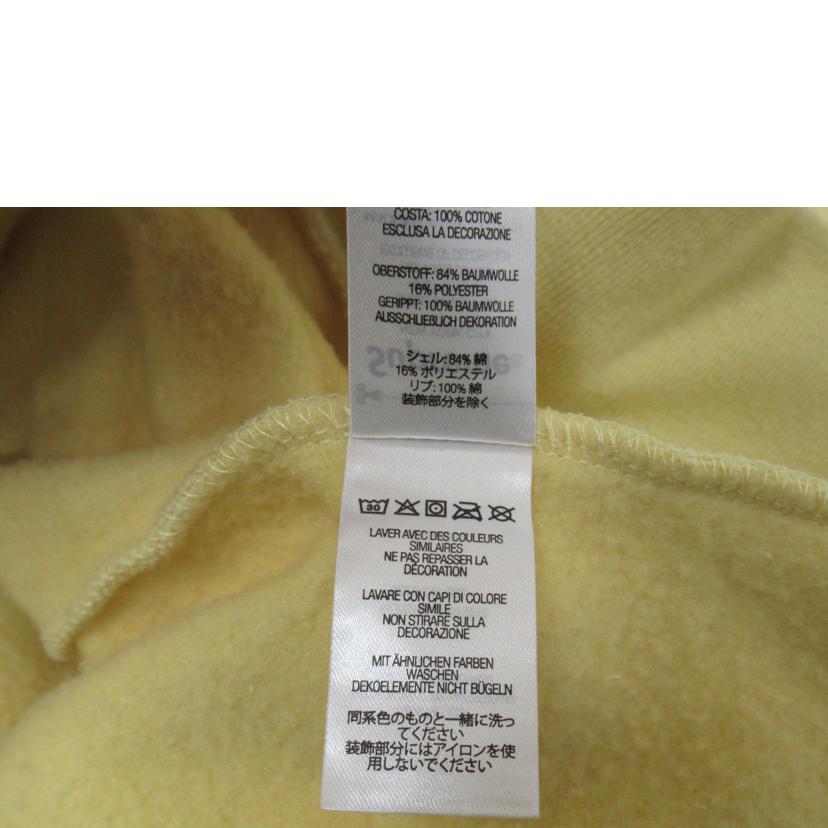 COSTA: 100% COTONE
ESCLUSA LA DECORAZIONE
OBERSTOFF: 84% BAUMWOLLE
16% POLYESTER
GERIPPT: 100% BAUMWOLLE
AUSSCHLIEßLICH DEKORATION
シェル: 84% 綿
16% ポリエステル
リブ: 100% 綿
装飾部分を除く
30
LAVER AVEC DES COULEURS
SIMILAIRES
NE PAS REPASSER LA
DÉCORATION
LAVARE CON CAPI DI COLORE
SIMILE
NON STIRARE SULLA
DECORAZIONE
MIT ÄHNLICHEN FARBEN
WASCHEN
DEKOELEMENTE NICHT BÜGELN
同系色のものと一緒に洗っ
てください
装飾部分にはアイロンを使
用しないでください